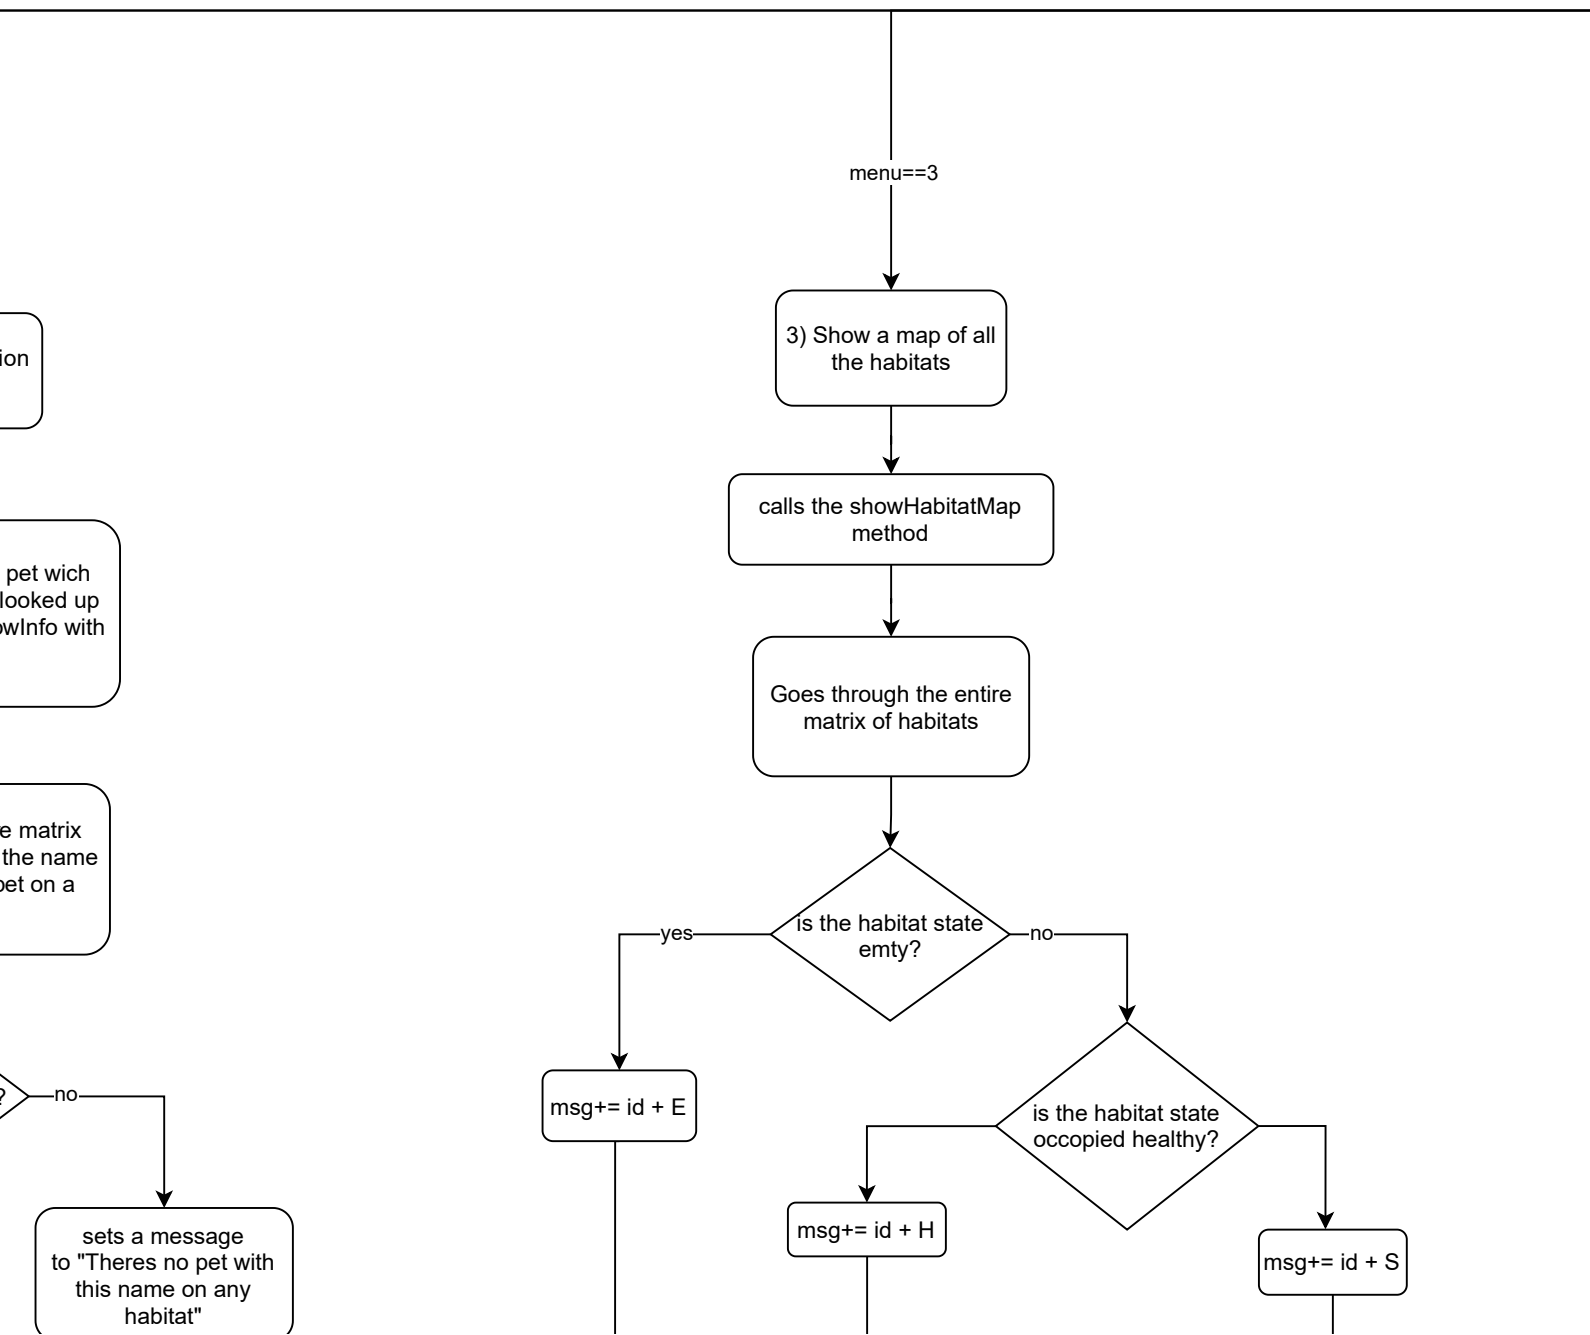 menu==3
3) Show a map of all
the habitats
ion
calls the showHabitatMap
method
pet wich
looked up
owInfo with
Goes through the entire
matrix of habitats
e matrix
the name
pet on a
is the habitat state
emty?
yes
no
msg+= id + E
is the habitat state
occopied healthy?
?
no
msg+= id + H
msg+= id + S
sets a message
to "Theres no pet with
this name on any
habitat"